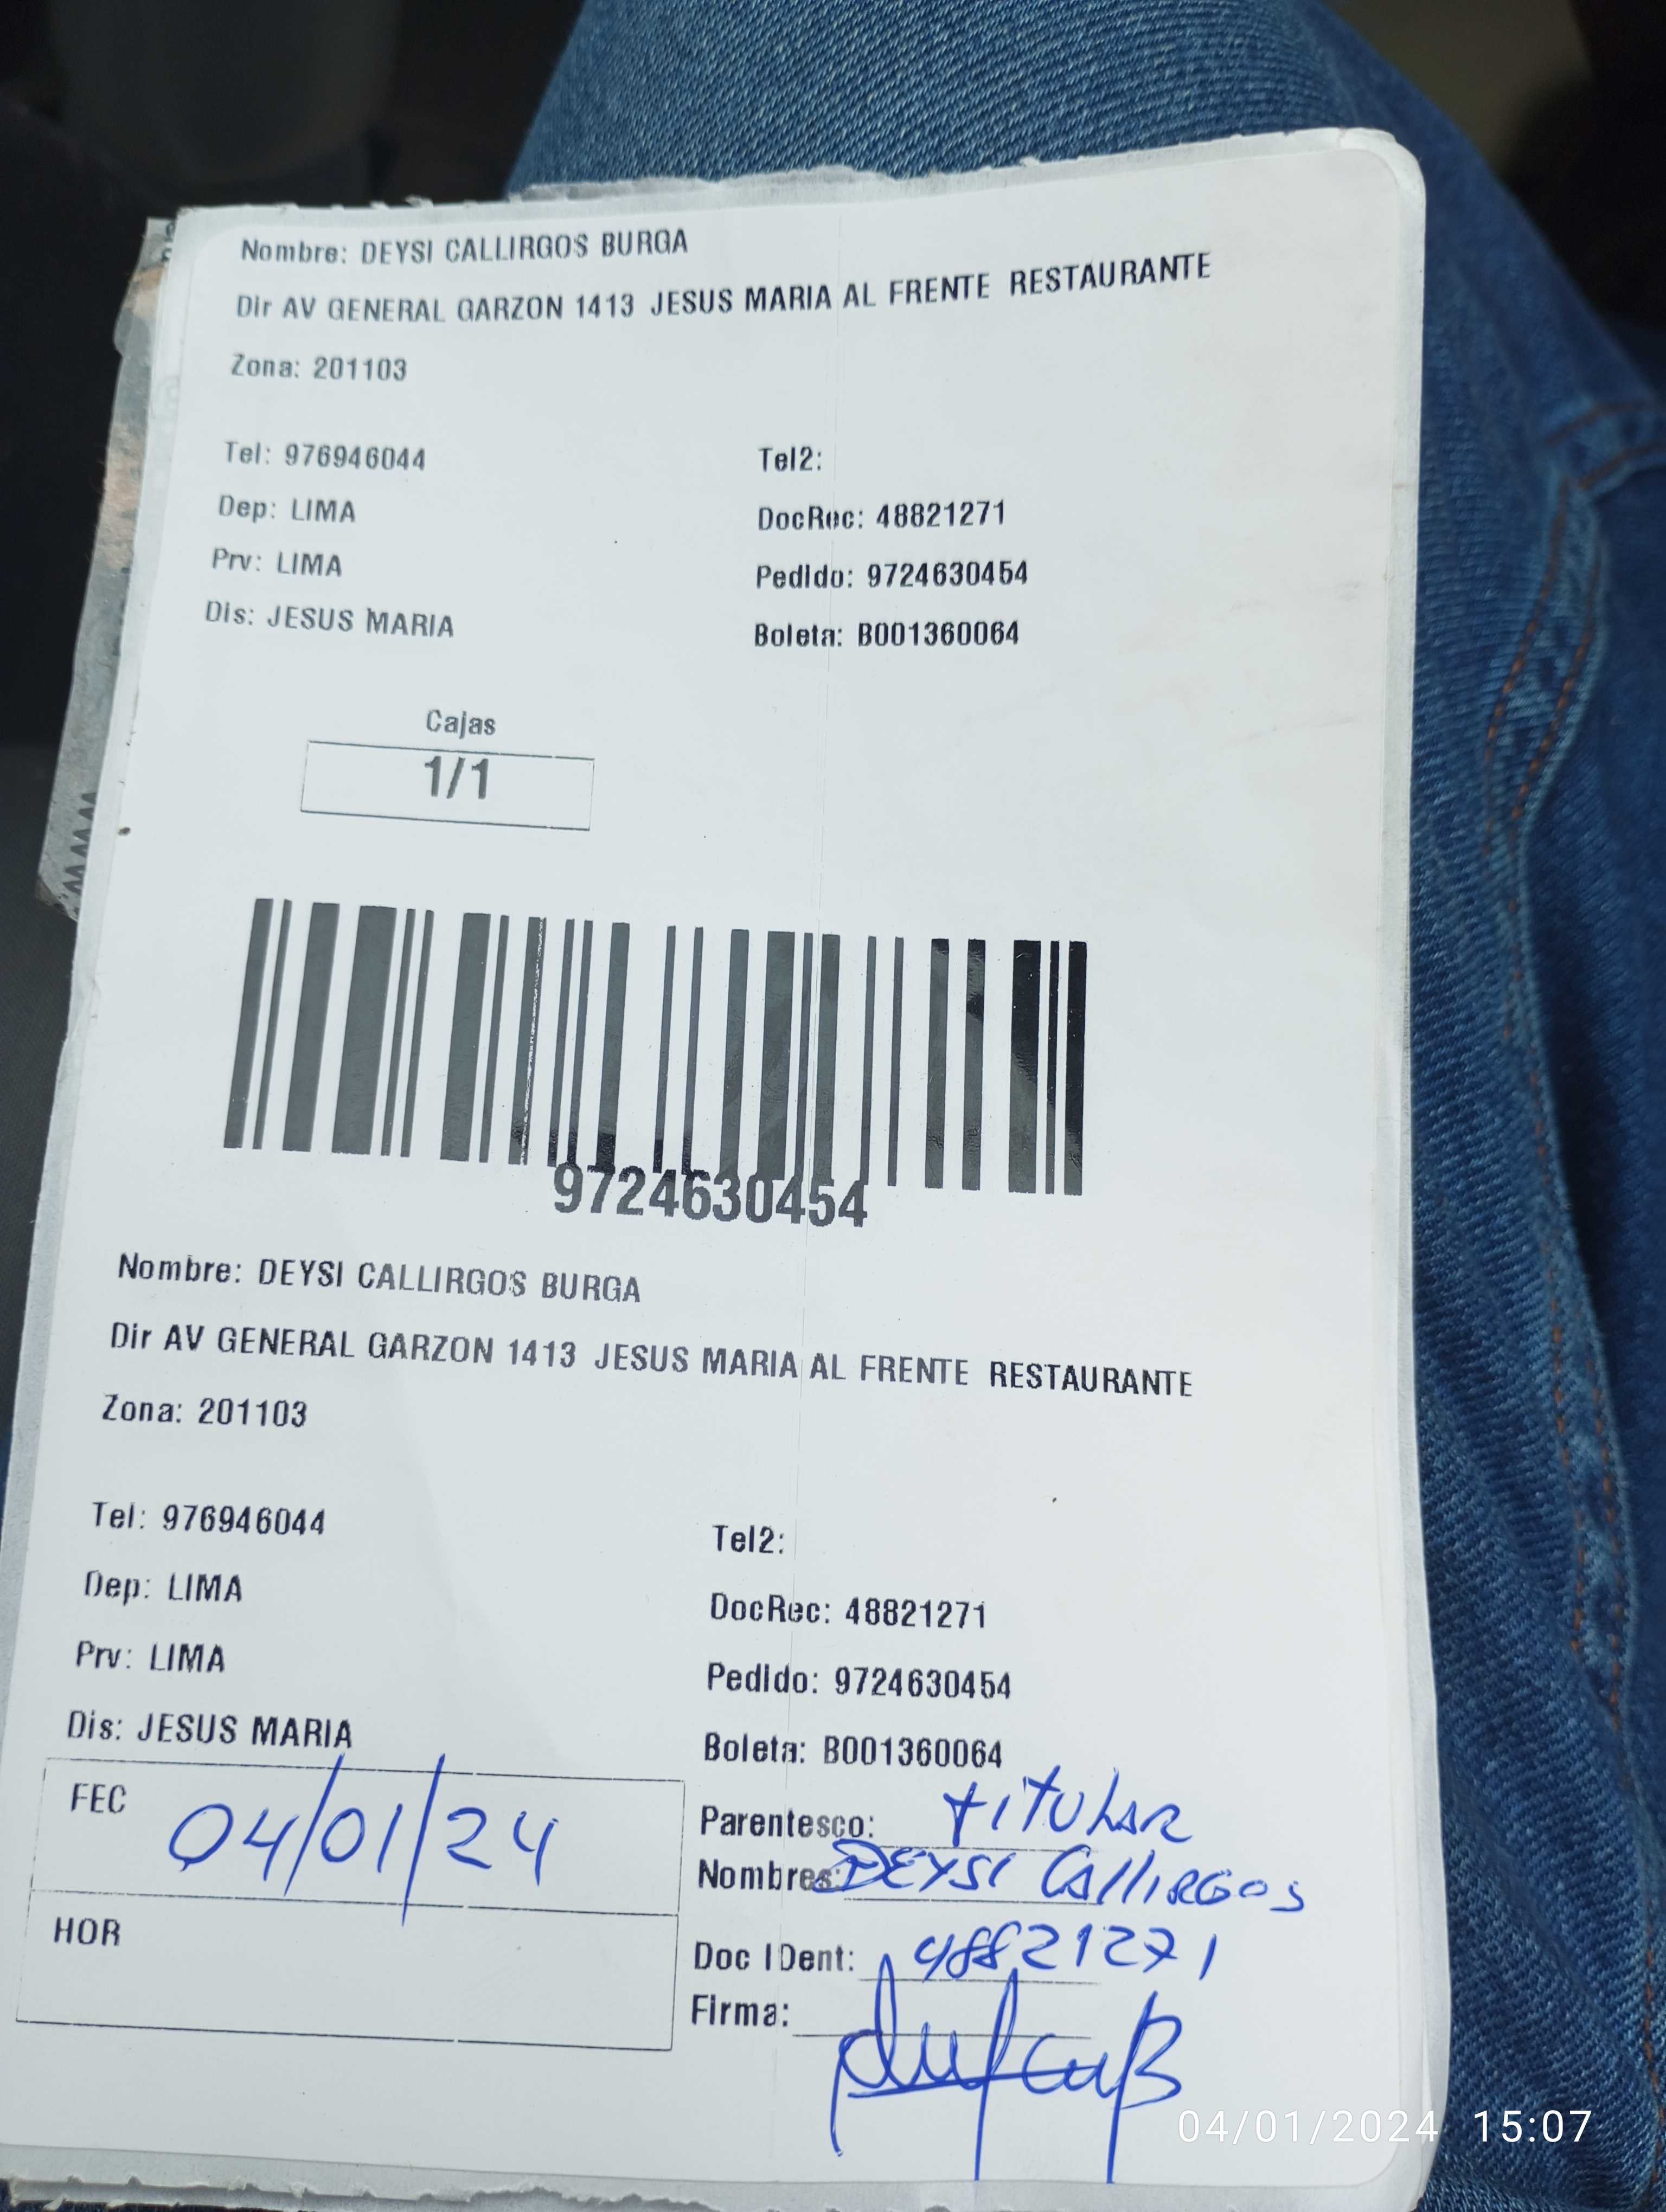 Nombre: DEYSI CALLIRGOS BURGA
Dir AV GENERAL GARZON 1413 JESUS MARIA AL FRENTE RESTAURANTE
Zona: 201103
Tel: 976946044 Tel2:
Dep: LIMA DocRec: 48821271
Prv: LIMA Pedido: 9724630454
Dis: JESUS MARIA Boleta: B001360064
Cajas
1/1
9724630454
Nombre: DEYSI CALLIRGOS BURGA
Dir AV GENERAL GARZON 1413 JESUS MARIA AL FRENTE RESTAURANTE
Zona: 201103
Tel: 976946044 Tel2:
Dep: LIMA DocRec: 48821271
Prv: LIMA Pedido: 9724630454
Dis: JESUS MARIA Boleta: B001360064
FEC 04/01/24 Parentesco: titular
Nombres: DEYSI CAllIRGOS
HOR Doc IDent: 48821271
Firma:
04/01/2024 15:07